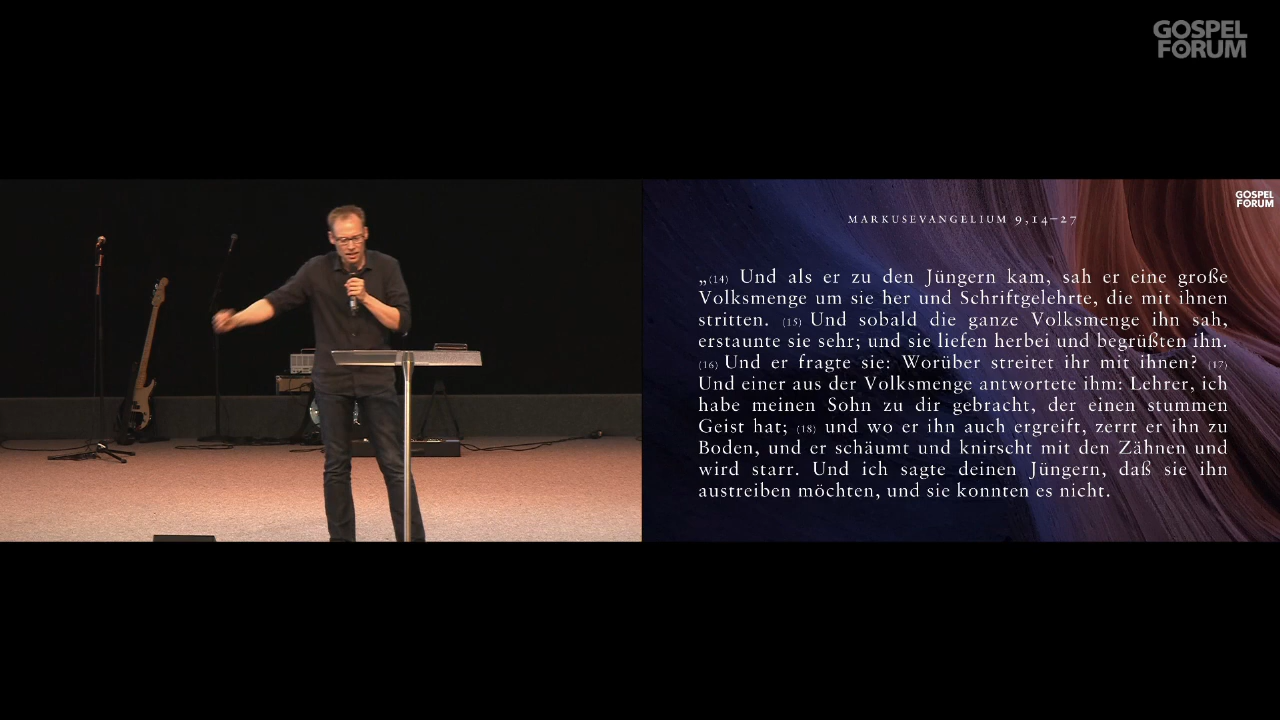 GOSPEL
FORUM
GOSPEL
FORUM
MARKUSEVANGELIUM 9,14–27
„(14) Und als er zu den Jüngern kam, sah er eine große
Volksmenge um sie her und Schriftgelehrte, die mit ihnen
stritten. (15) Und sobald die ganze Volksmenge ihn sah,
erstaunte sie sehr; und sie liefen herbei und begrüßten ihn.
(16) Und er fragte sie: Worüber streitet ihr mit ihnen? (17)
Und einer aus der Volksmenge antwortete ihm: Lehrer, ich
habe meinen Sohn zu dir gebracht, der einen stummen
Geist hat; (18) und wo er ihn auch ergreift, zerrt er ihn zu
Boden, und er schäumt und knirscht mit den Zähnen und
wird starr. Und ich sagte deinen Jüngern, daß sie ihn
austreiben möchten, und sie konnten es nicht.